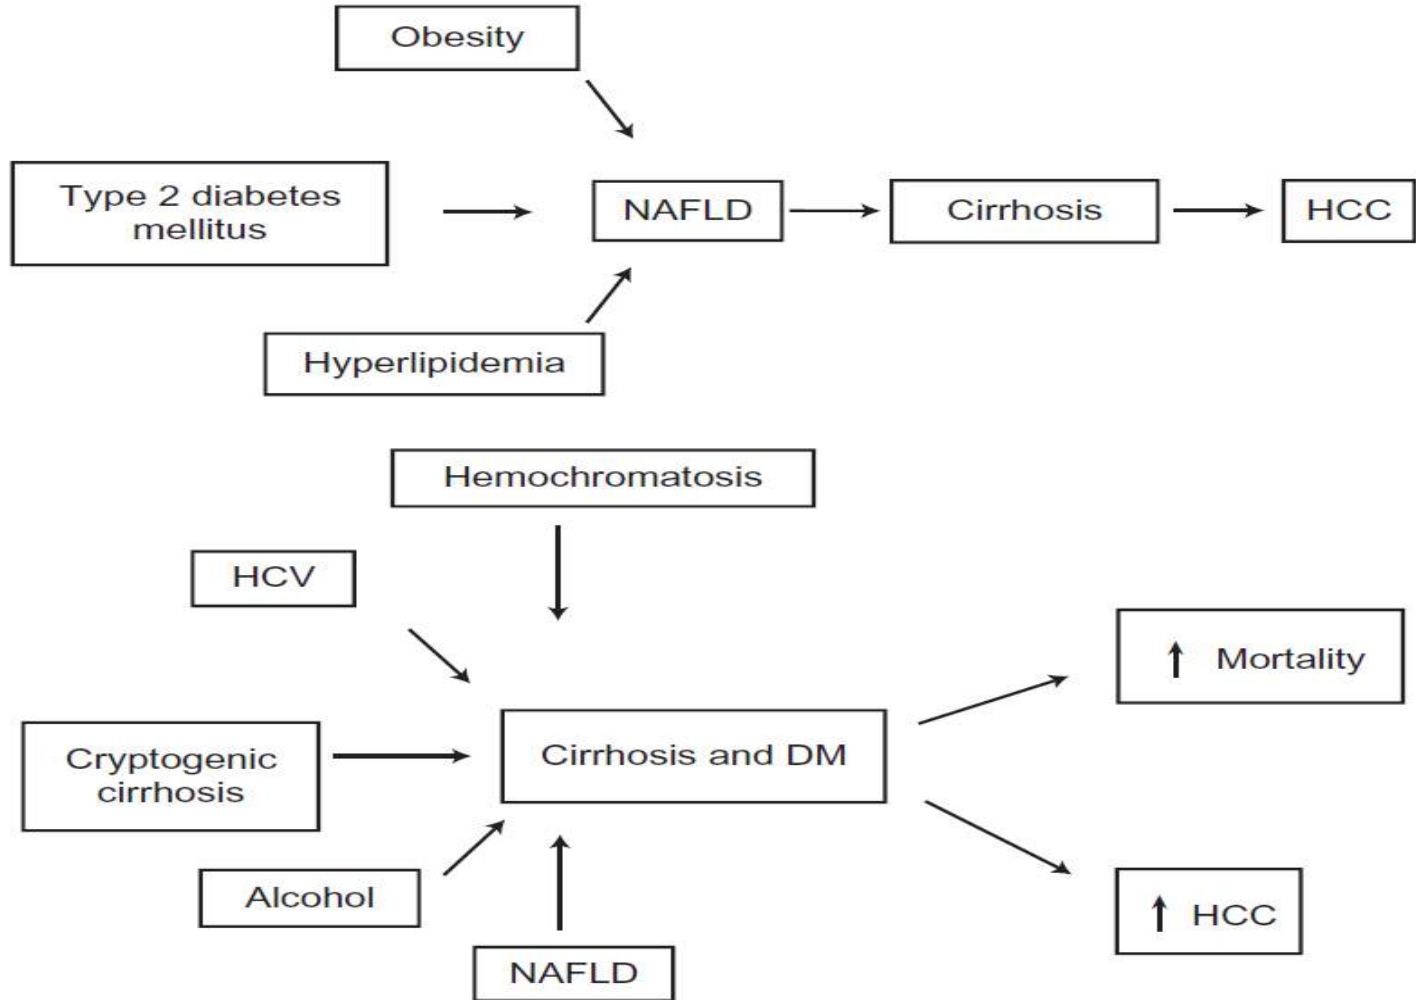 Obesity
Type 2 diabetes
mellitus
NAFLD
Cirrhosis
HCC
Hyperlipidemia
Hemochromatosis
HCV
↑ Mortality
Cryptogenic
cirrhosis
Cirrhosis and DM
Alcohol
↑ HCC
NAFLD